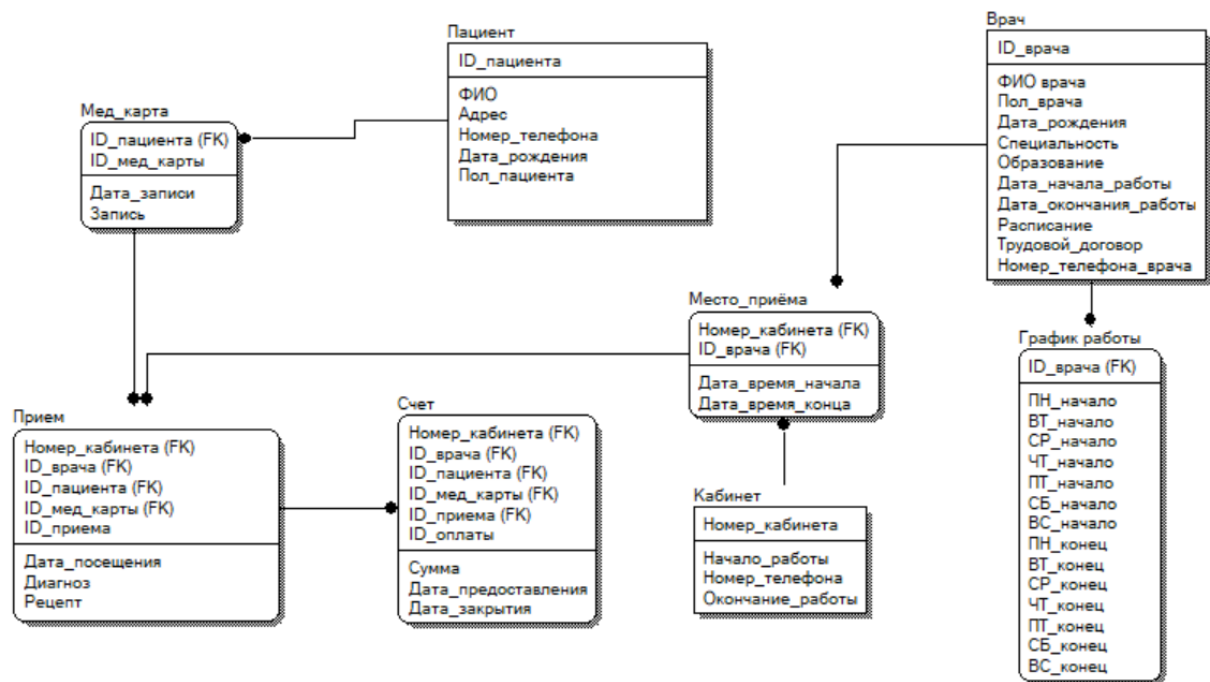 Пациент
ID_пациента
ФИО
Адрес
Номер_телефона
Дата_рождения
Пол_пациента
Врач
ID_врача
ФИО врача
Пол_врача
Дата_рождения
Специальность
Образование
Дата_начала_работы
Дата_окончания_работы
Расписание
Трудовой_договор
Номер_телефона_врача
Мед_карта
ID_пациента (FK)
ID_мед_карты
Дата_записи
Запись
Место_приёма
Номер_кабинета (FK)
ID_врача (FK)
Дата_время_начала
Дата_время_конца
График работы
ID_врача (FK)
ПН_начало
ВТ_начало
СР_начало
ЧТ_начало
ПТ_начало
СБ_начало
ВС_начало
ПН_конец
ВТ_конец
СР_конец
ЧТ_конец
ПТ_конец
СБ_конец
ВС_конец
Прием
Номер_кабинета (FK)
ID_врача (FK)
ID_пациента (FK)
ID_мед_карты (FK)
ID_приема
Дата_посещения
Диагноз
Рецепт
Счет
Номер_кабинета (FK)
ID_врача (FK)
ID_пациента (FK)
ID_мед_карты (FK)
ID_приема (FK)
ID_оплаты
Сумма
Дата_предоставления
Дата_закрытия
Кабинет
Номер_кабинета
Начало_работы
Номер_телефона
Окончание_работы